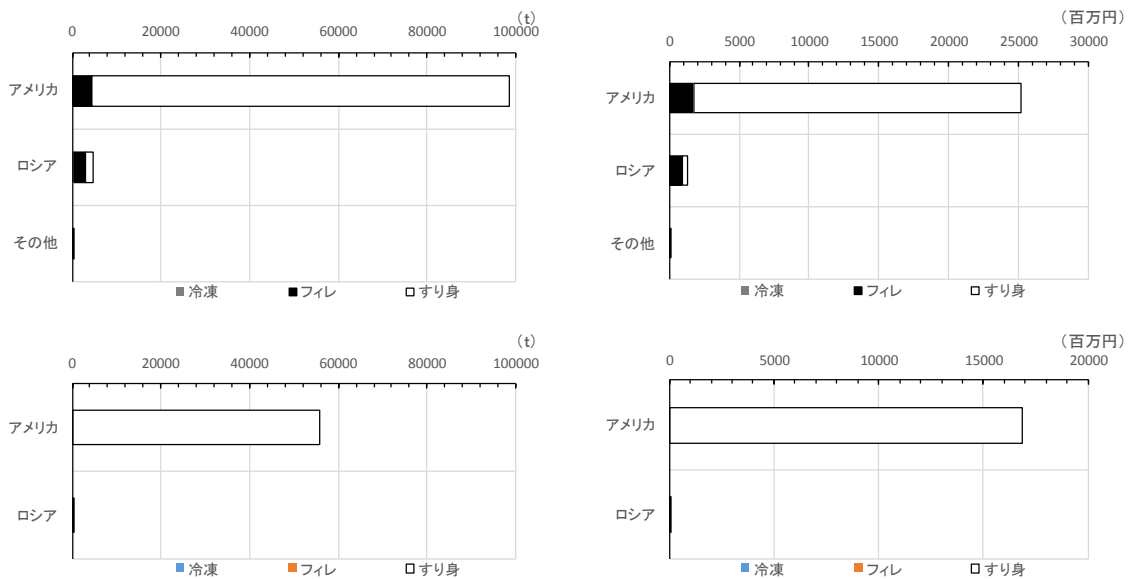 (t)
0 20000 40000 60000 80000 100000
アメリカ
ロシア
その他
冷凍 フィレ すり身
(百万円)
0 5000 10000 15000 20000 25000 30000
アメリカ
ロシア
その他
冷凍 フィレ すり身
(t)
0 20000 40000 60000 80000 100000
アメリカ
ロシア
冷凍 フィレ すり身
(百万円)
0 5000 10000 15000 20000
アメリカ
ロシア
冷凍 フィレ すり身